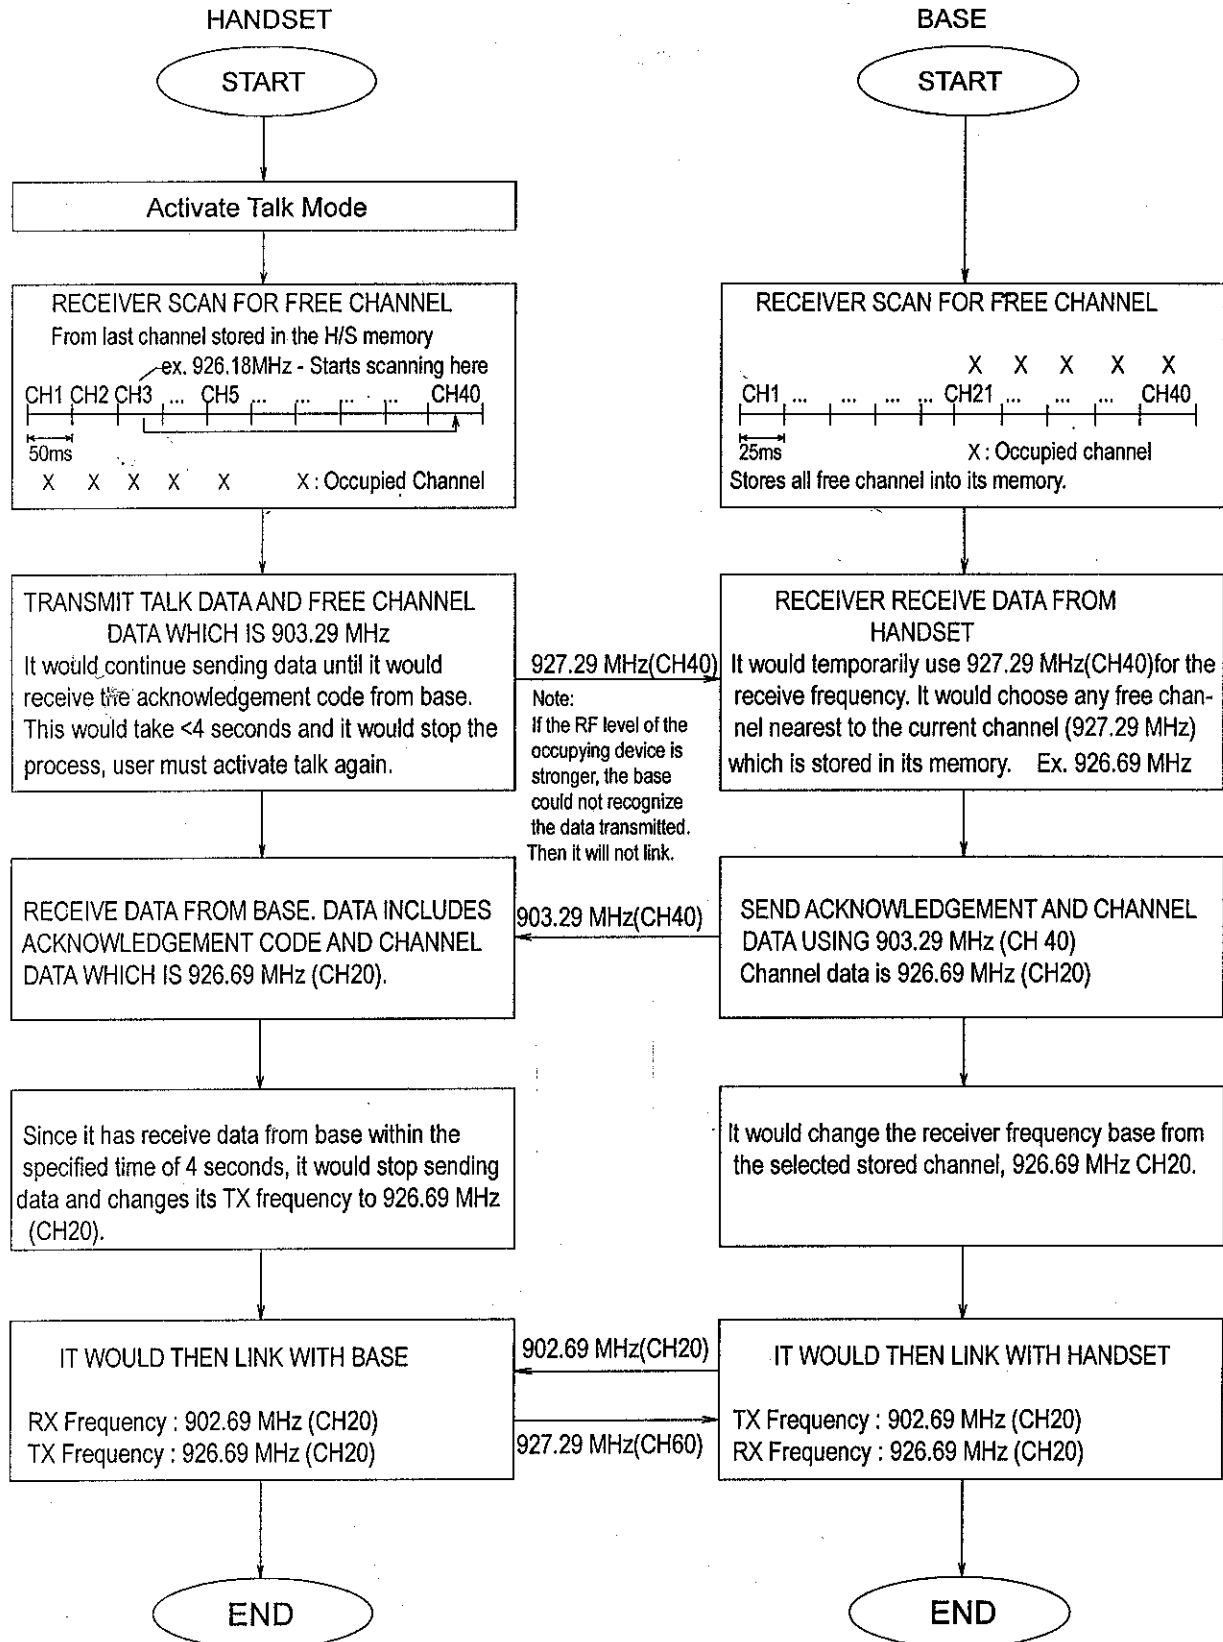 HANDSET
START
Activate Talk Mode
RECEIVER SCAN FOR FREE CHANNEL
From last channel stored in the H/S memory
ex. 926.18MHz - Starts scanning here
CH1 CH2 CH3 ... CH5 ... ... ... ... CH40
50ms
X X X X X X : Occupied Channel
TRANSMIT TALK DATA AND FREE CHANNEL
DATA WHICH IS 903.29 MHz
It would continue sending data until it would
receive the acknowledgement code from base.
This would take <4 seconds and it would stop the
process, user must activate talk again.
RECEIVE DATA FROM BASE. DATA INCLUDES
ACKNOWLEDGEMENT CODE AND CHANNEL
DATA WHICH IS 926.69 MHz (CH20).
Since it has receive data from base within the
specified time of 4 seconds, it would stop sending
data and changes its TX frequency to 926.69 MHz
(CH20).
IT WOULD THEN LINK WITH BASE
RX Frequency : 902.69 MHz (CH20)
TX Frequency : 926.69 MHz (CH20)
END
927.29 MHz(CH40)
Note:
If the RF level of the
occupying device is
stronger, the base
could not recognize
the data transmitted.
Then it will not link.
903.29 MHz(CH40)
902.69 MHz(CH20)
927.29 MHz(CH60)
BASE
START
RECEIVER SCAN FOR FREE CHANNEL
X X X X X
CH1 ... ... ... ... CH21 ... ... ... CH40
25ms
X : Occupied channel
Stores all free channel into its memory.
RECEIVER RECEIVE DATA FROM
HANDSET
It would temporarily use 927.29 MHz(CH40)for the
receive frequency. It would choose any free chan-
nel nearest to the current channel (927.29 MHz)
which is stored in its memory. Ex. 926.69 MHz
SEND ACKNOWLEDGEMENT AND CHANNEL
DATA USING 903.29 MHz (CH 40)
Channel data is 926.69 MHz (CH20)
It would change the receiver frequency base from
the selected stored channel, 926.69 MHz CH20.
IT WOULD THEN LINK WITH HANDSET
TX Frequency : 902.69 MHz (CH20)
RX Frequency : 926.69 MHz (CH20)
END